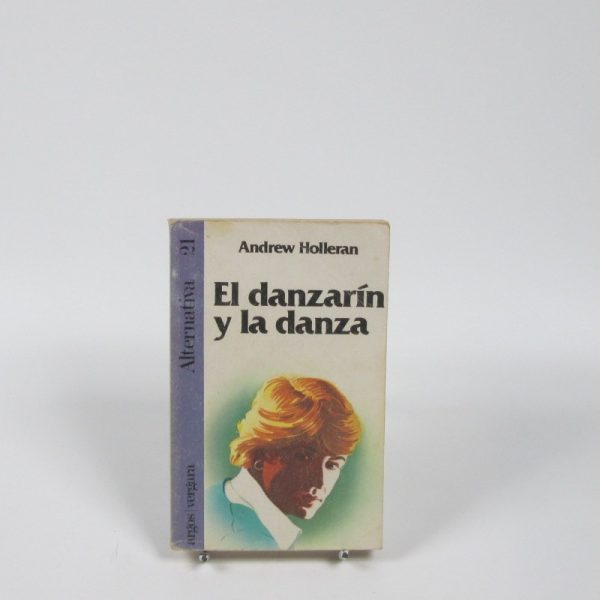 Andrew Holleran
El danzarín
y la danza
Alternativa 21
argos vergara